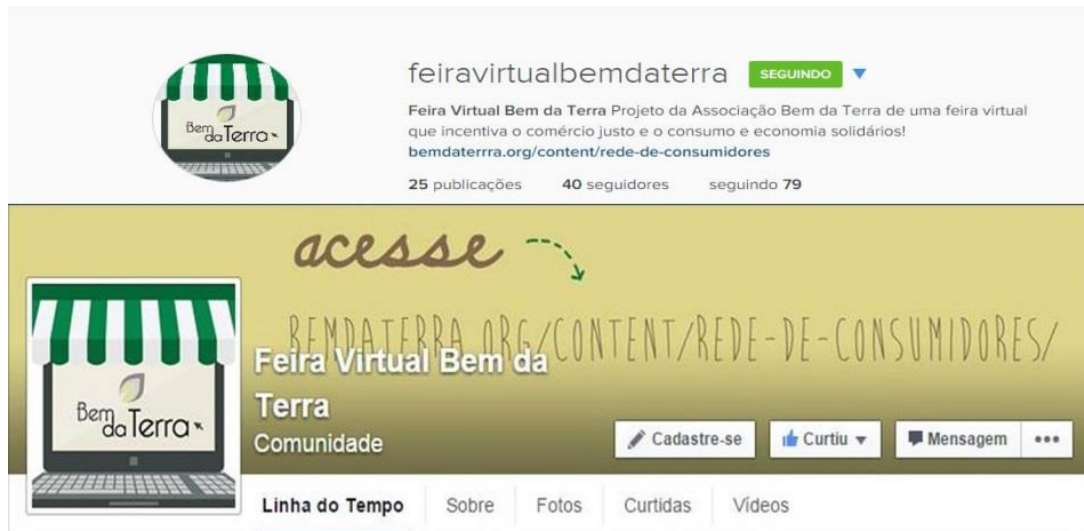 Bem
da Terra
feiravirtualbemdaterra SEGUINDO
Feira Virtual Bem da Terra Projeto da Associação Bem da Terra de uma feira virtual
que incentiva o comércio justo e o consumo e economia solidários!
bemdaterrra.org/content/rede-de-consumidores
25 publicações 40 seguidores seguindo 79
acesse
BEMDATERRA.ORG/CONTENT/REDE-DE-CONSUMIDORES/
Bem
da Terra
Feira Virtual Bem da
Terra
Comunidade
Cadastre-se Curtiu Mensagem
Linha do Tempo Sobre Fotos Curtidas Vídeos